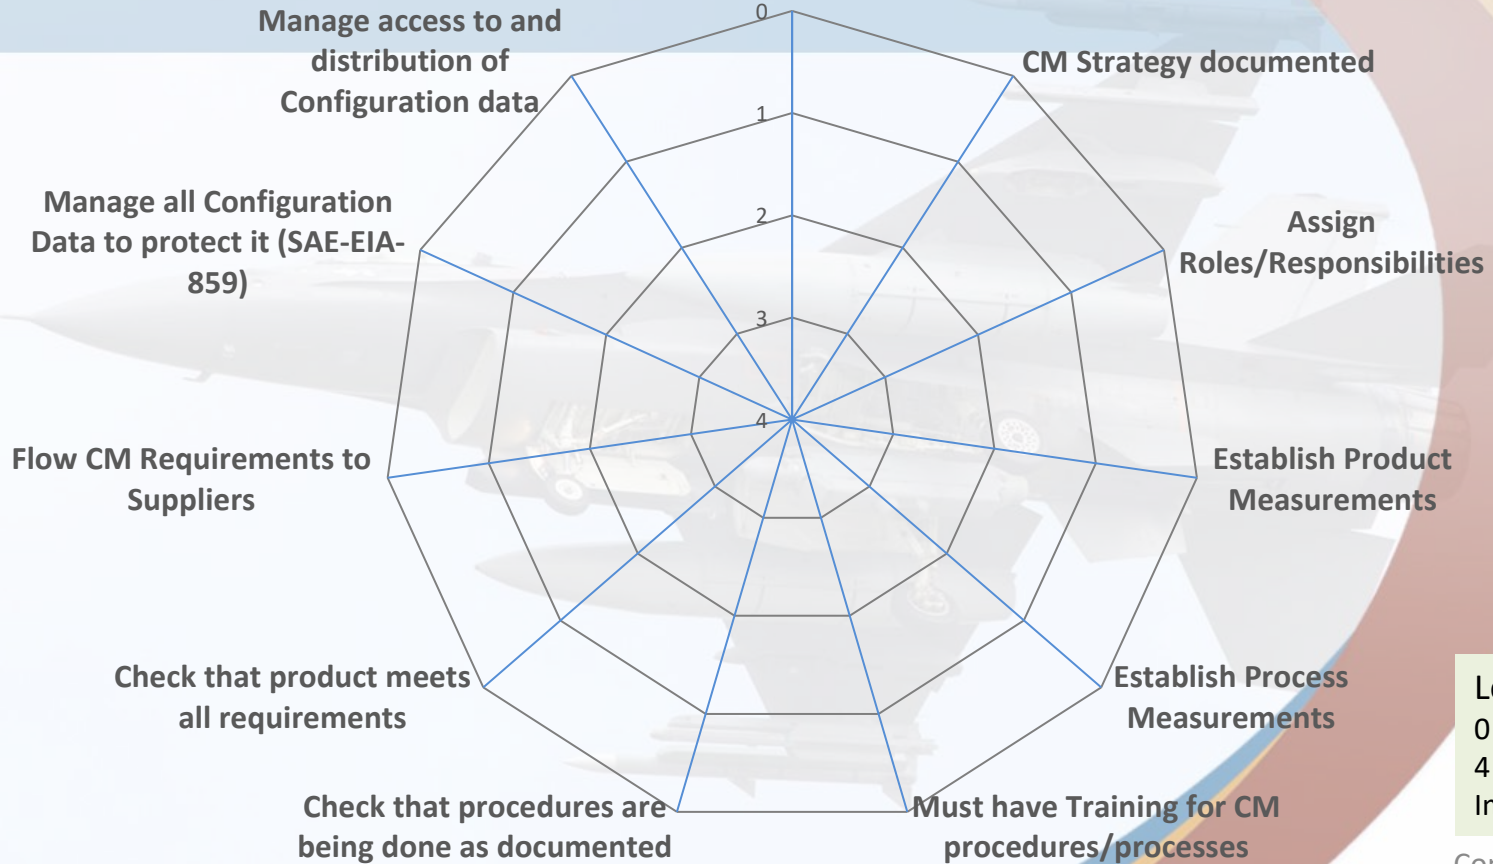 0
1
2
3
4
CM Strategy documented
Assign
Roles/Responsibilities
Establish Product
Measurements
Establish Process
Measurements
Must have Training for CM
procedures/processes
Check that procedures are
being done as documented
Check that product meets
all requirements
Flow CM Requirements to
Suppliers
Manage all Configuration
Data to protect it (SAE-EIA-
859)
Manage access to and
distribution of
Configuration data
0
4